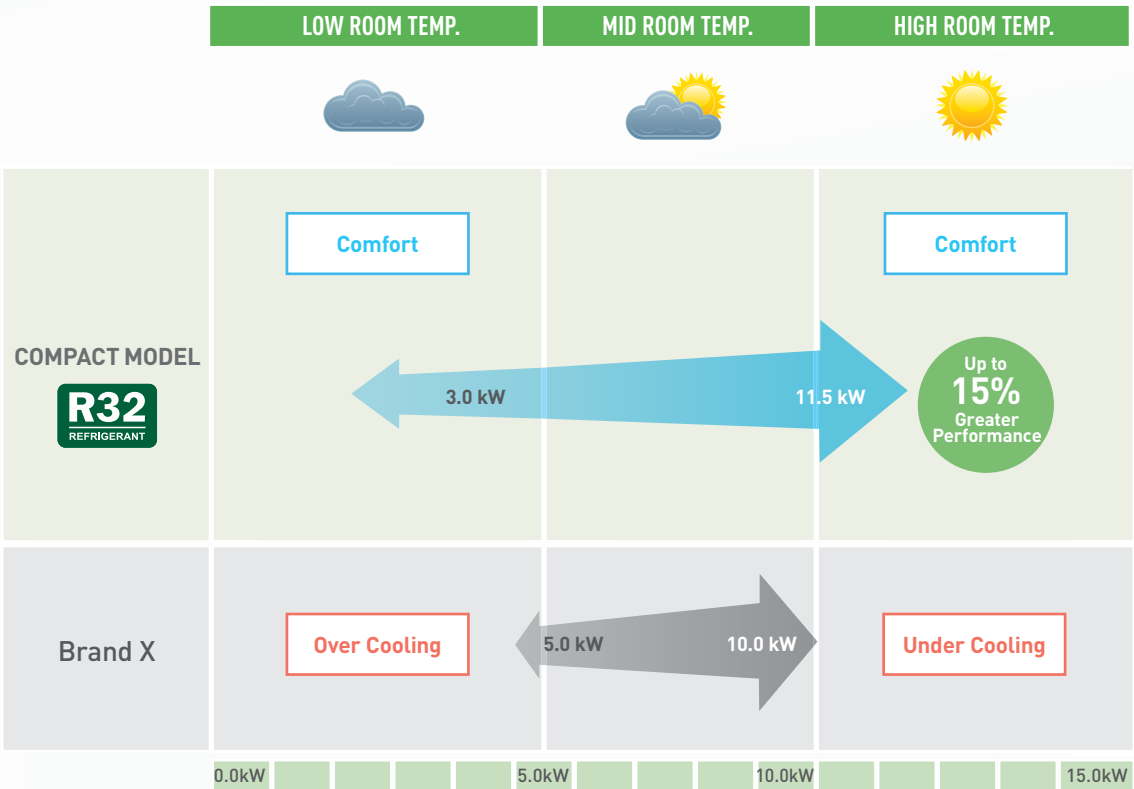 LOW ROOM TEMP.
MID ROOM TEMP.
HIGH ROOM TEMP.
COMPACT MODEL
R32
REFRIGERANT
Comfort
3.0 kW
11.5 kW
Comfort
Up to
15%
Greater
Performance
Brand X
Over Cooling
5.0 kW
10.0 kW
Under Cooling
0.0kW
5.0kW
10.0kW
15.0kW